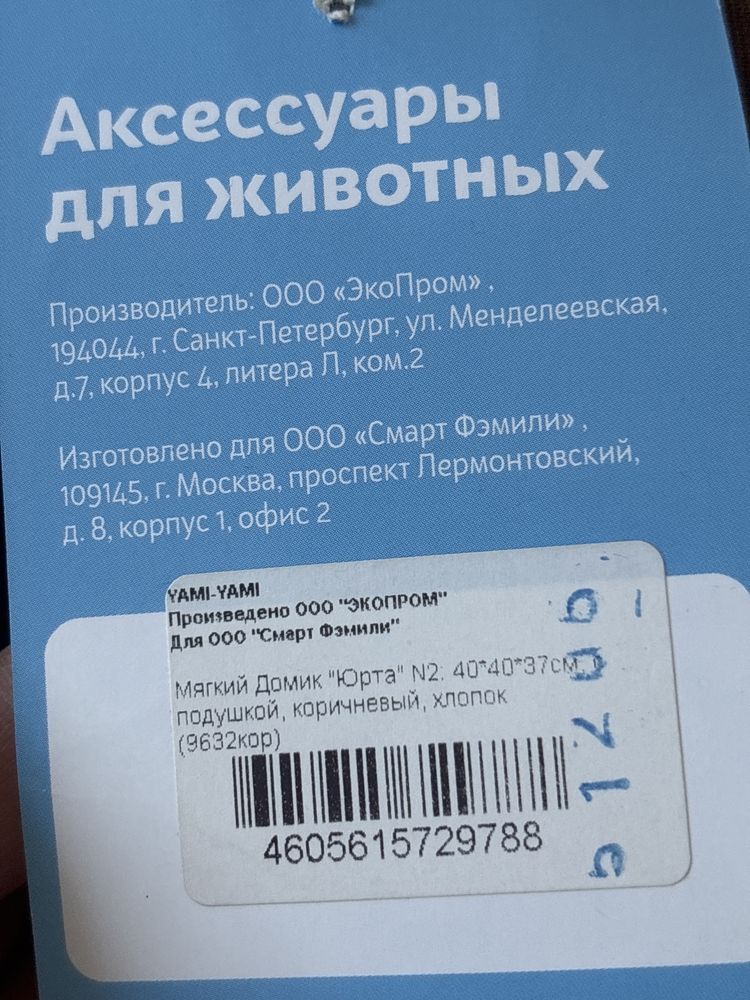 Аксессуары
для животных
Производитель: ООО «ЭкоПром» ,
194044, г. Санкт-Петербург, ул. Менделеевская,
д.7, корпус 4, литера Л, ком.2
Изготовлено для ООО «Смарт Фэмили» ,
109145, г. Москва, проспект Лермонтовский,
д. 8, корпус 1, офис 2
YAMI-YAMI
Произведено ООО "ЭКОПРОМ"
Для ООО "Смарт Фэмили"
Мягкий Домик "Юрта" N2: 40*40*37см,
подушкой, коричневый, хлопок
(9632кор)
4605615729788